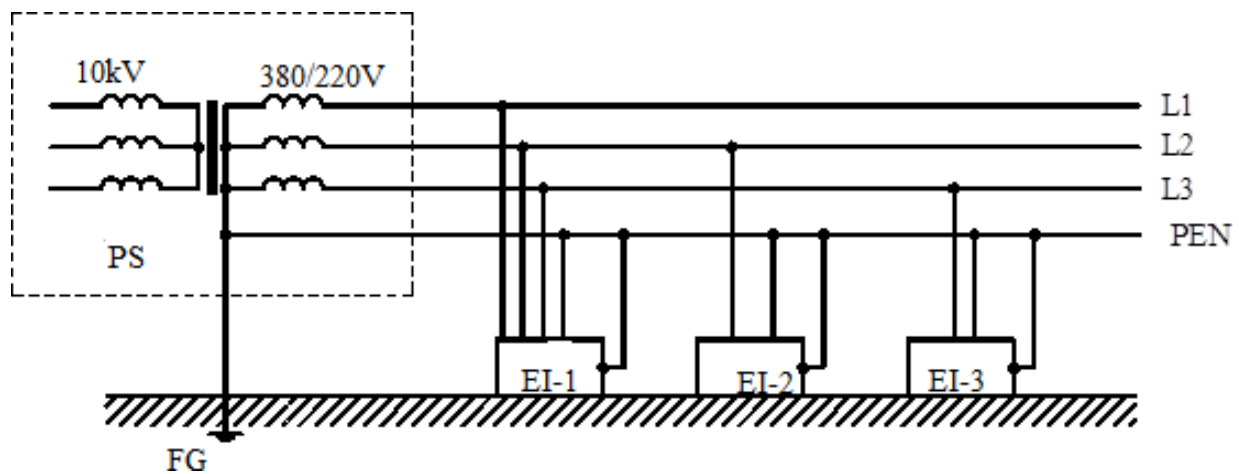 10kV
380/220V
L1
L2
L3
PEN
PS
EI-1
EI-2
EI-3
FG